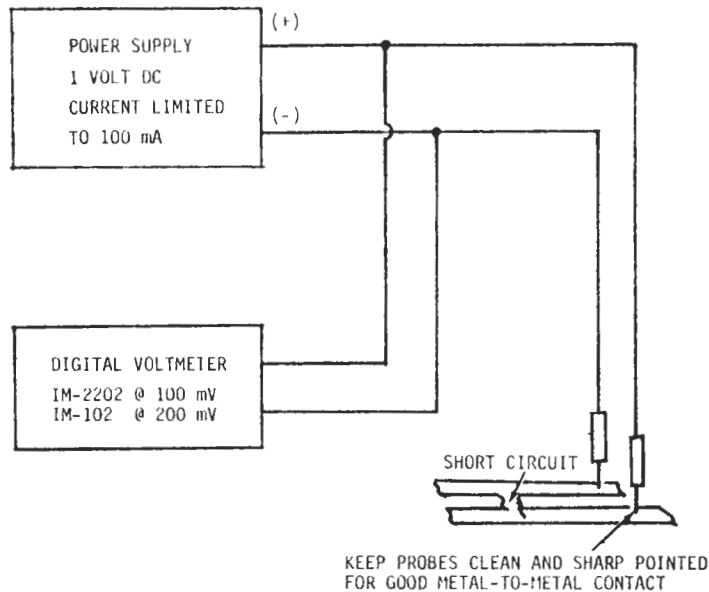 POWER SUPPLY
1 VOLT DC
CURRENT LIMITED
TO 100 mA
(+)
(-)
DIGITAL VOLTMETER
IM-2202 @ 100 mV
IM-102 @ 200 mV
SHORT CIRCUIT
KEEP PROBES CLEAN AND SHARP POINTED
FOR GOOD METAL-TO-METAL CONTACT